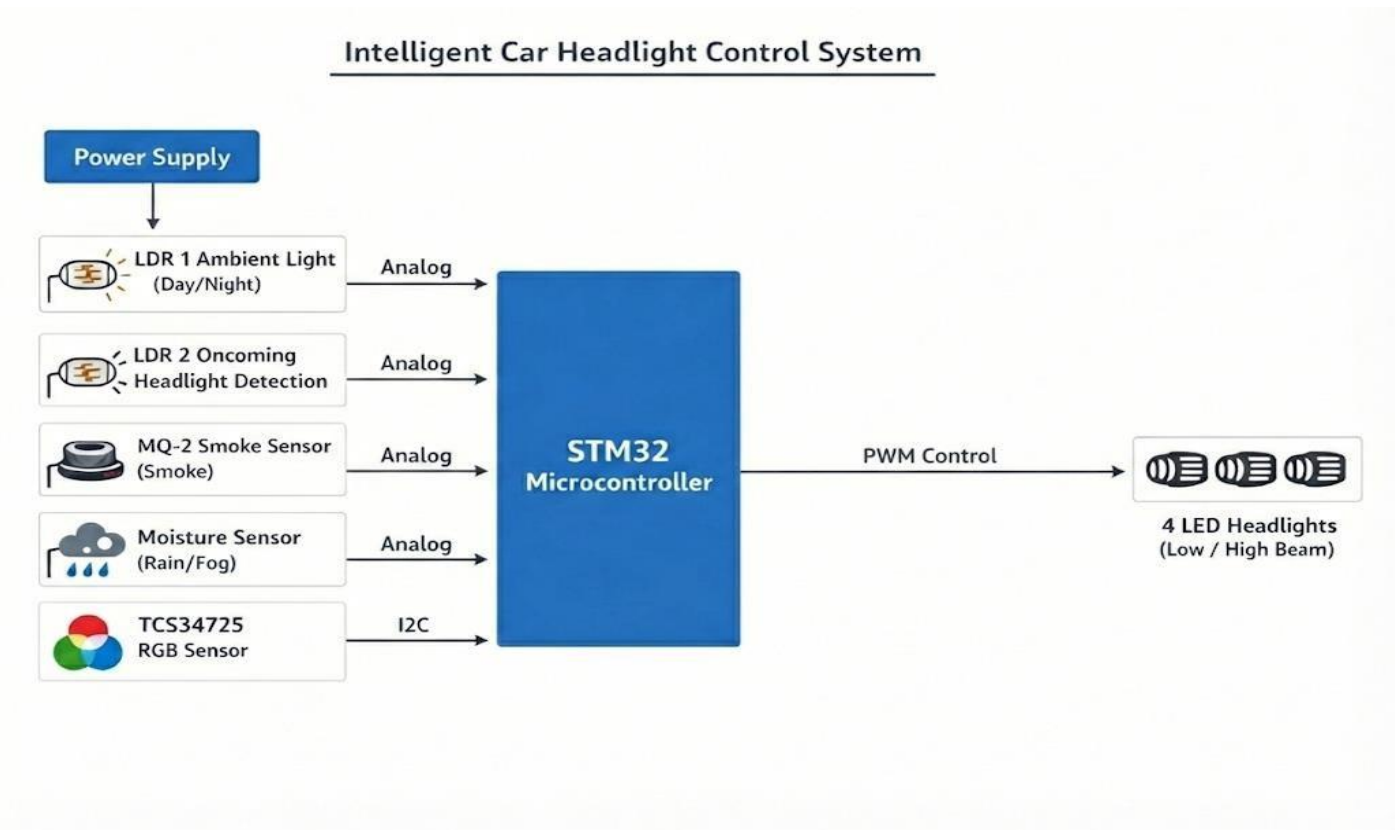 Intelligent Car Headlight Control System
Power Supply
LDR 1 Ambient Light
(Day/Night)
Analog
LDR 2 Oncoming
Headlight Detection
Analog
MQ-2 Smoke Sensor
(Smoke)
Analog
Moisture Sensor
(Rain/Fog)
Analog
TCS34725
RGB Sensor
I2C
STM32
Microcontroller
PWM Control
4 LED Headlights
(Low / High Beam)